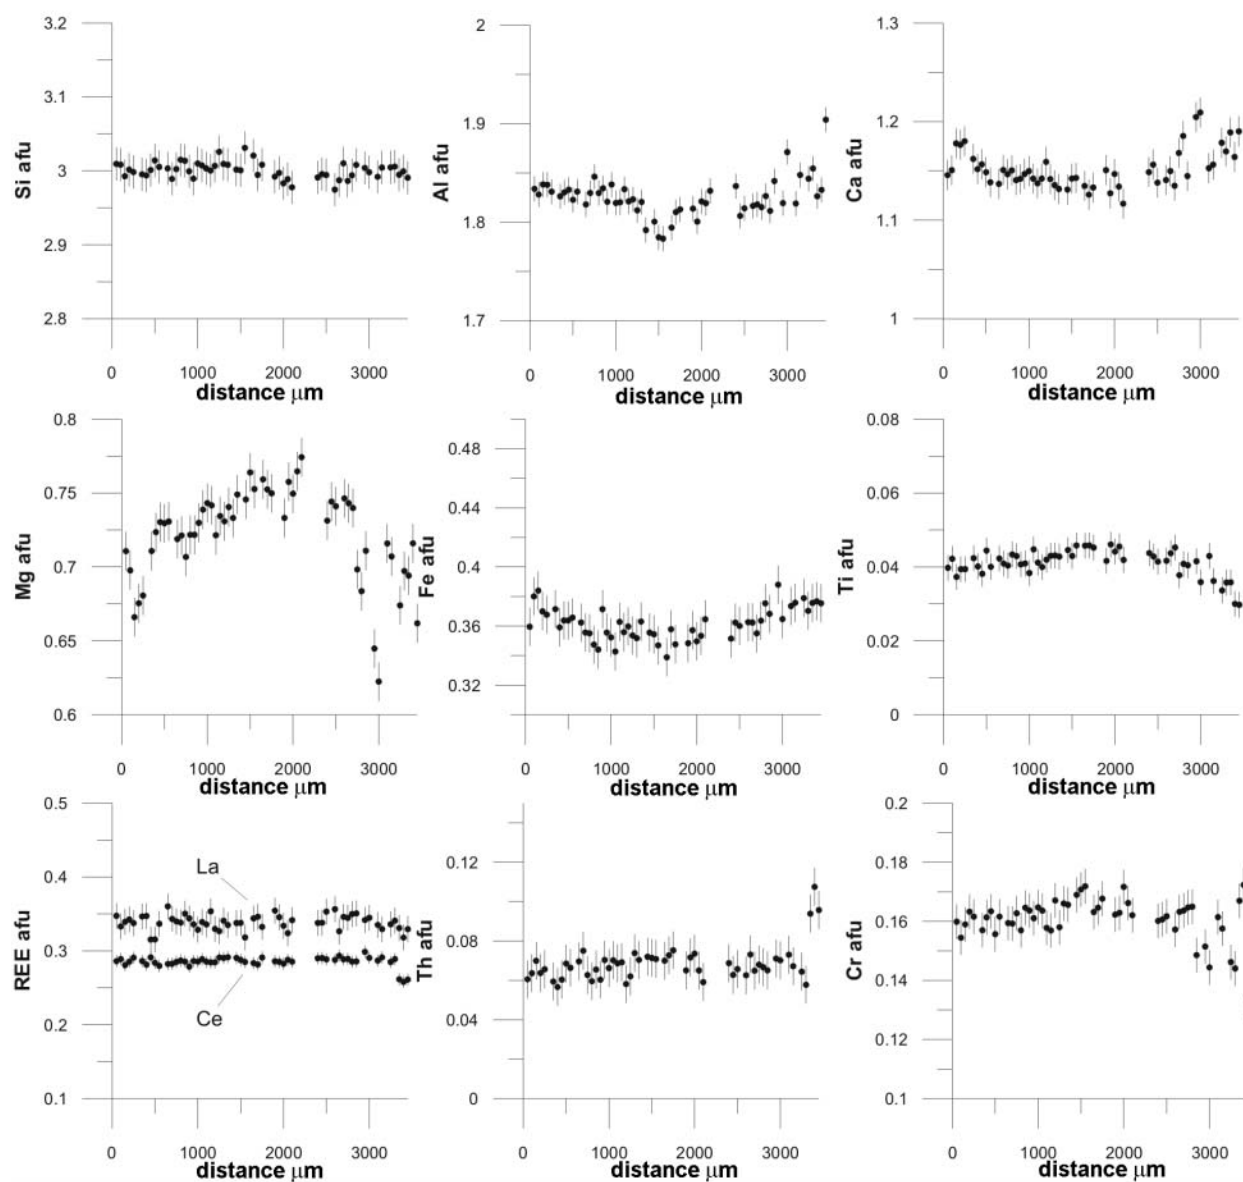 3.2
3.1
3
2.9
2.8
Si afu
0 1000 2000 3000
distance μm
2
1.9
1.8
1.7
Al afu
0 1000 2000 3000
distance μm
1.3
1.2
1.1
1
Ca afu
0 1000 2000 3000
distance μm
0.8
0.75
0.7
0.65
0.6
Mg afu
0 1000 2000 3000
distance μm
0.48
0.44
0.4
0.36
0.32
Fe afu
0 1000 2000 3000
distance μm
0.08
0.06
0.04
0.02
0
Ti afu
0 1000 2000 3000
distance μm
0.5
0.4
0.3
0.2
0.1
REE afu
La
Ce
0 1000 2000 3000
distance μm
0.12
0.08
0.04
0
Th afu
0 1000 2000 3000
distance μm
0.2
0.18
0.16
0.14
0.12
0.1
Cr afu
0 1000 2000 3000
distance μm